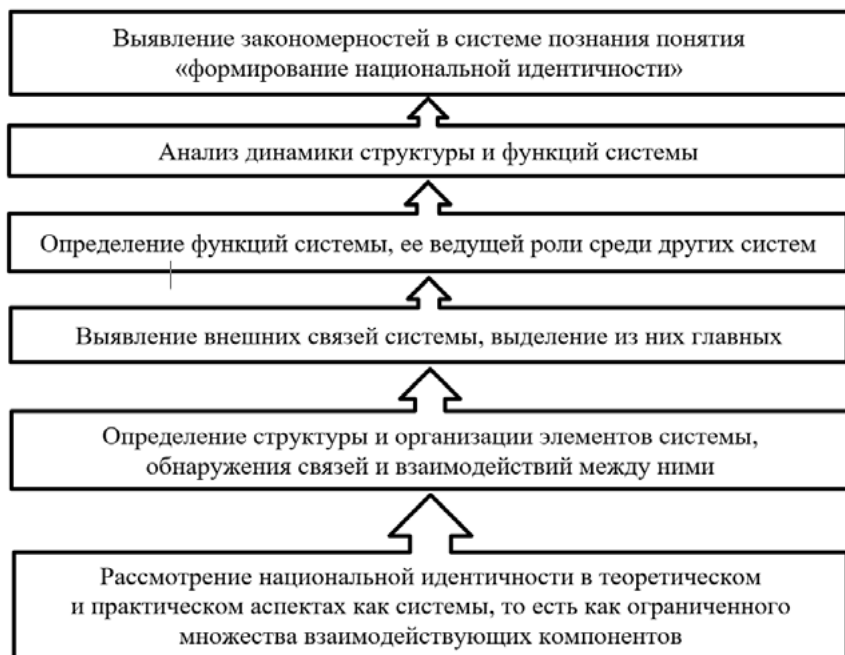 Выявление закономерностей в системе познания понятия
«формирование национальной идентичности»
Анализ динамики структуры и функций системы
Определение функций системы, ее ведущей роли среди других систем
Выявление внешних связей системы, выделение из них главных
Определение структуры и организации элементов системы,
обнаружения связей и взаимодействий между ними
Рассмотрение национальной идентичности в теоретическом
и практическом аспектах как системы, то есть как ограниченного
множества взаимодействующих компонентов